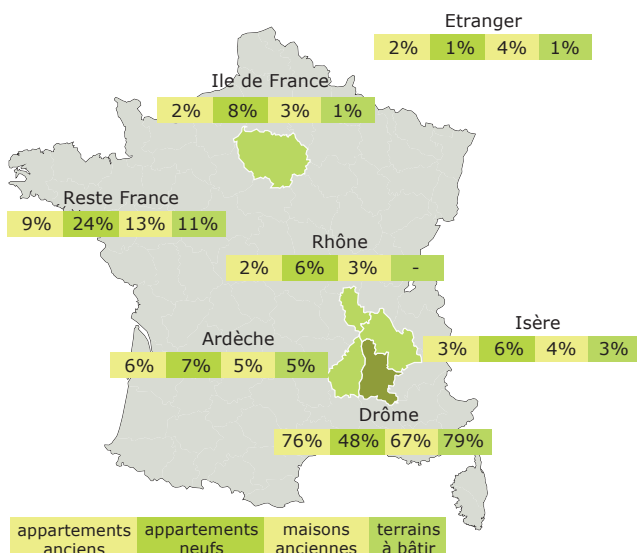 Etranger
2% 1% 4% 1%
Ile de France
2% 8% 3% 1%
Reste France
9% 24% 13% 11%
Rhône
2% 6% 3% -
Isère
3% 6% 4% 3%
Ardèche
6% 7% 5% 5%
Drôme
76% 48% 67% 79%
appartements appartements maisons terrains
anciens neufs anciennes à bâtir